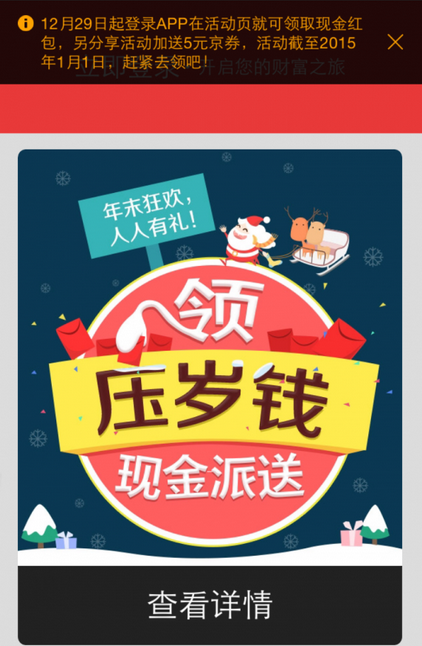 12月29日起登录APP在活动页就可领取现金红
包，另分享活动加送5元京券，活动截至2015
年1月1日，赶紧去领吧！
立即登录 开启您的财富之旅
年末狂欢，
人人有礼！
领
压岁钱
现金派送
查看详情